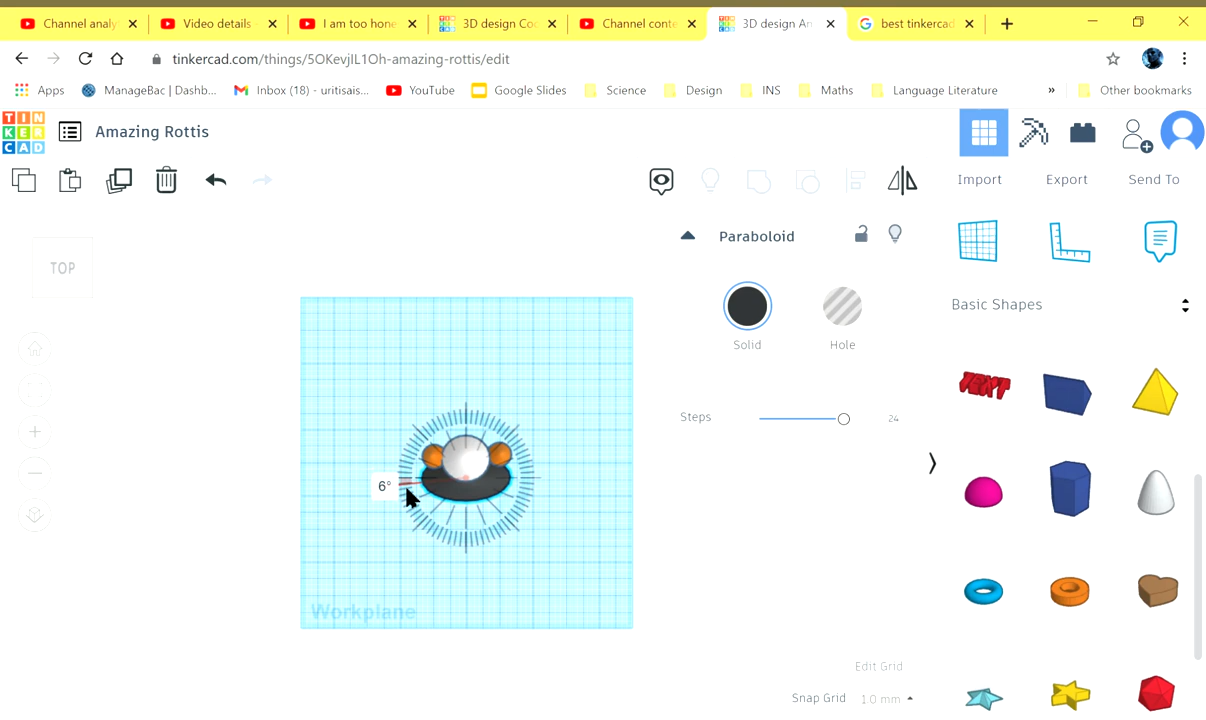 Channel analy
Video details
I am too hone
3D design Coo
Channel conte
3D design Am
best tinkercad
tinkercad.com/things/5OKevjIL1Oh-amazing-rottis/edit
Apps
ManageBac | Dashb...
Inbox (18) - uritisais...
YouTube
Google Slides
Science
Design
INS
Maths
Language Literature
»
Other bookmarks
TIN
KER
CAD
Amazing Rottis
Import
Export
Send To
TOP
Paraboloid
Solid
Hole
Basic Shapes
TEXT
Steps
24
6°
Workplane
Edit Grid
Snap Grid 1.0 mm